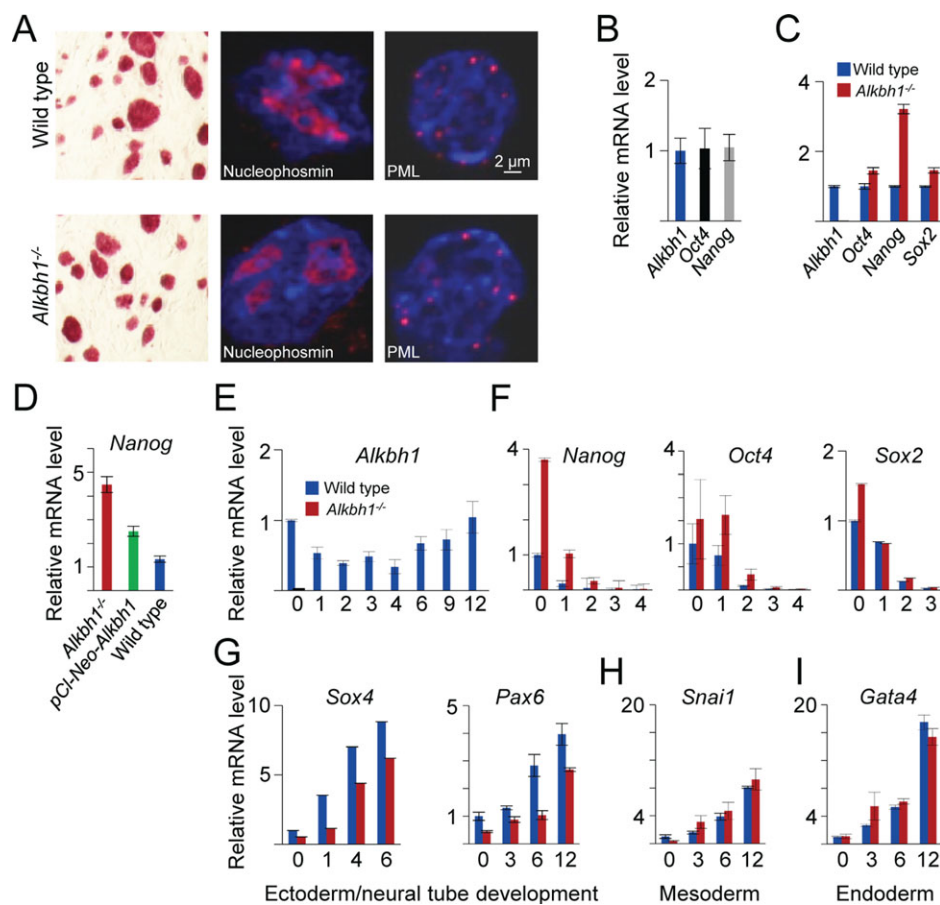 A
Wild type
Nucleophosmin
PML
2 µm
Alkbh1-/-
Nucleophosmin
PML
B
Relative mRNA level
2
1
0
Alkbh1
Oct4
Nanog
C
Wild type
Alkbh1-/-
4
2
0
Alkbh1
Oct4
Nanog
Sox2
D
Relative mRNA level
Nanog
5
1
Alkbh1-/-
pCI-Neo-Alkbh1
Wild type
E
Relative mRNA level
Alkbh1
Wild type
Alkbh1-/-
2
1
0 1 2 3 4 6 9 12
F
Nanog
4
1
0 1 2 3 4
Oct4
4
1
0 1 2 3 4
Sox2
2
1
0 1 2 3
G
Relative mRNA level
Sox4
10
5
0 1 4 6
Pax6
5
1
0 3 6 12
Ectoderm/neural tube development
H
Snai1
20
4
0 3 6 12
Mesoderm
I
Gata4
20
4
0 3 6 12
Endoderm